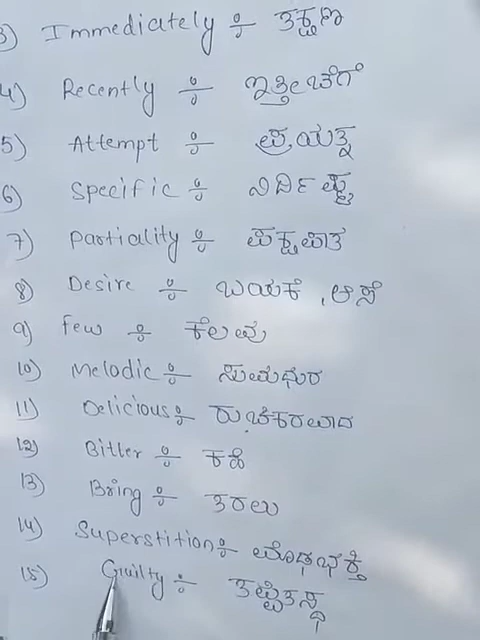 3) Immediately ÷ ತಕ್ಷಣ
4) Recently ÷ ಇತ್ತೀಚೆಗೆ
5) Attempt ÷ ಪ್ರಯತ್ನ
6) Specific ÷ ನಿರ್ದಿಷ್ಟ
7) Partiality ÷ ಪಕ್ಷಪಾತ
8) Desire ÷ ಬಯಕೆ, ಆಸೆ
9) Few ÷ ಕೆಲವು
10) Melodic ÷ ಸುಮಧುರ
11) Delicious ÷ ರುಚಿಕರವಾದ
12) Bitter ÷ ಕಹಿ
13) Bring ÷ ತರಲು
14) Superstition ÷ ಮೂಢಭಕ್ತಿ
15) Guilty ÷ ತಪ್ಪಿತಸ್ಥ